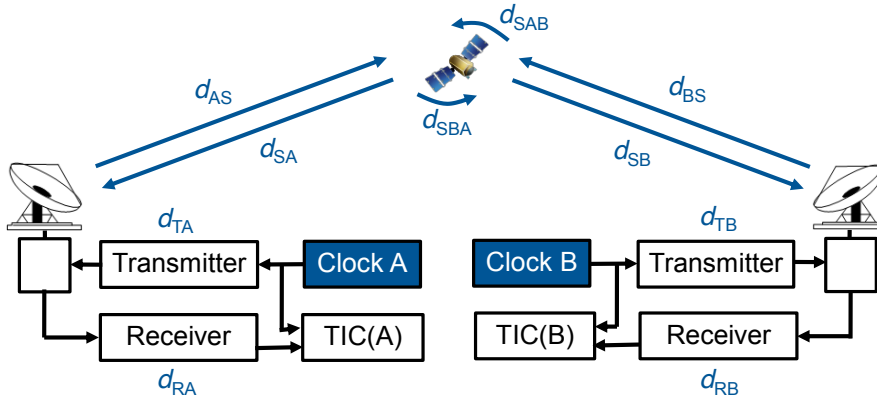 d_SAB
d_AS
d_BS
d_SBA
d_SA
d_SB
d_TA
d_TB
Transmitter
Clock A
Clock B
Transmitter
Receiver
TIC(A)
TIC(B)
Receiver
d_RA
d_RB